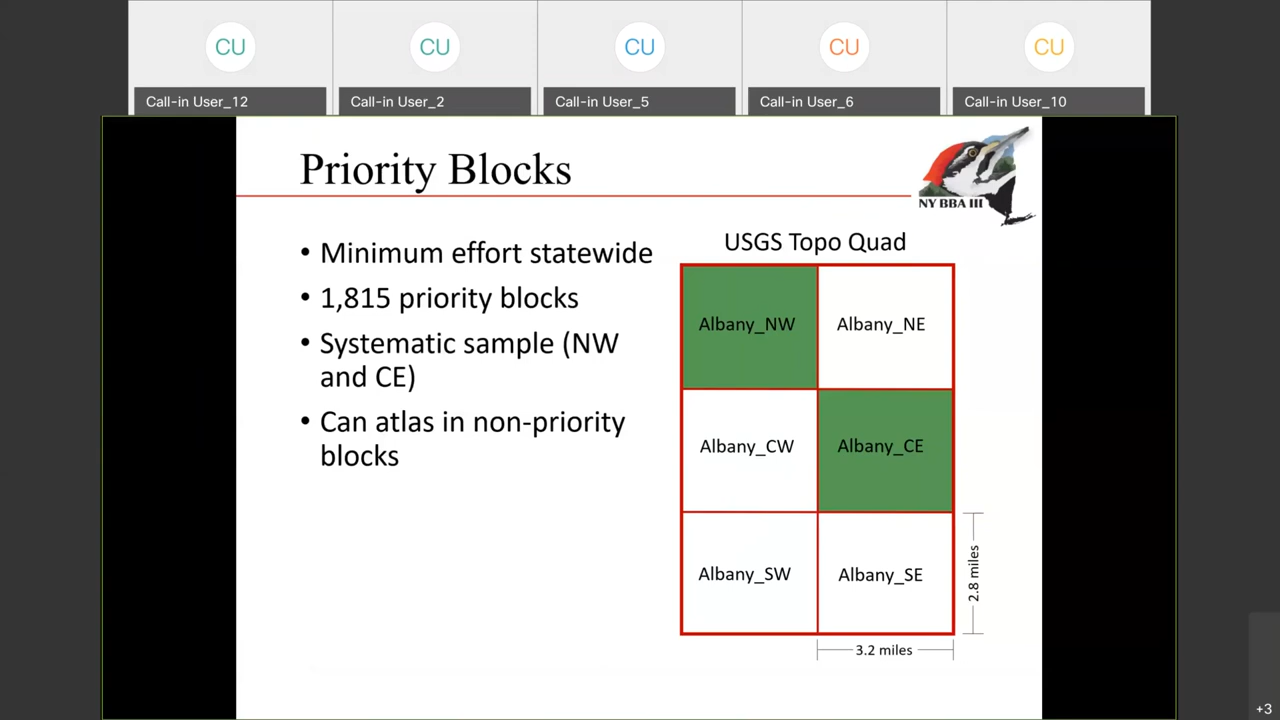 CU
CU
CU
CU
CU
Call-in User_12
Call-in User_2
Call-in User_5
Call-in User_6
Call-in User_10
Priority Blocks
NY BBA III
• Minimum effort statewide
• 1,815 priority blocks
• Systematic sample (NW
and CE)
• Can atlas in non-priority
blocks
USGS Topo Quad
Albany_NW
Albany_NE
Albany_CW
Albany_CE
Albany_SW
Albany_SE
2.8 miles
3.2 miles
+3